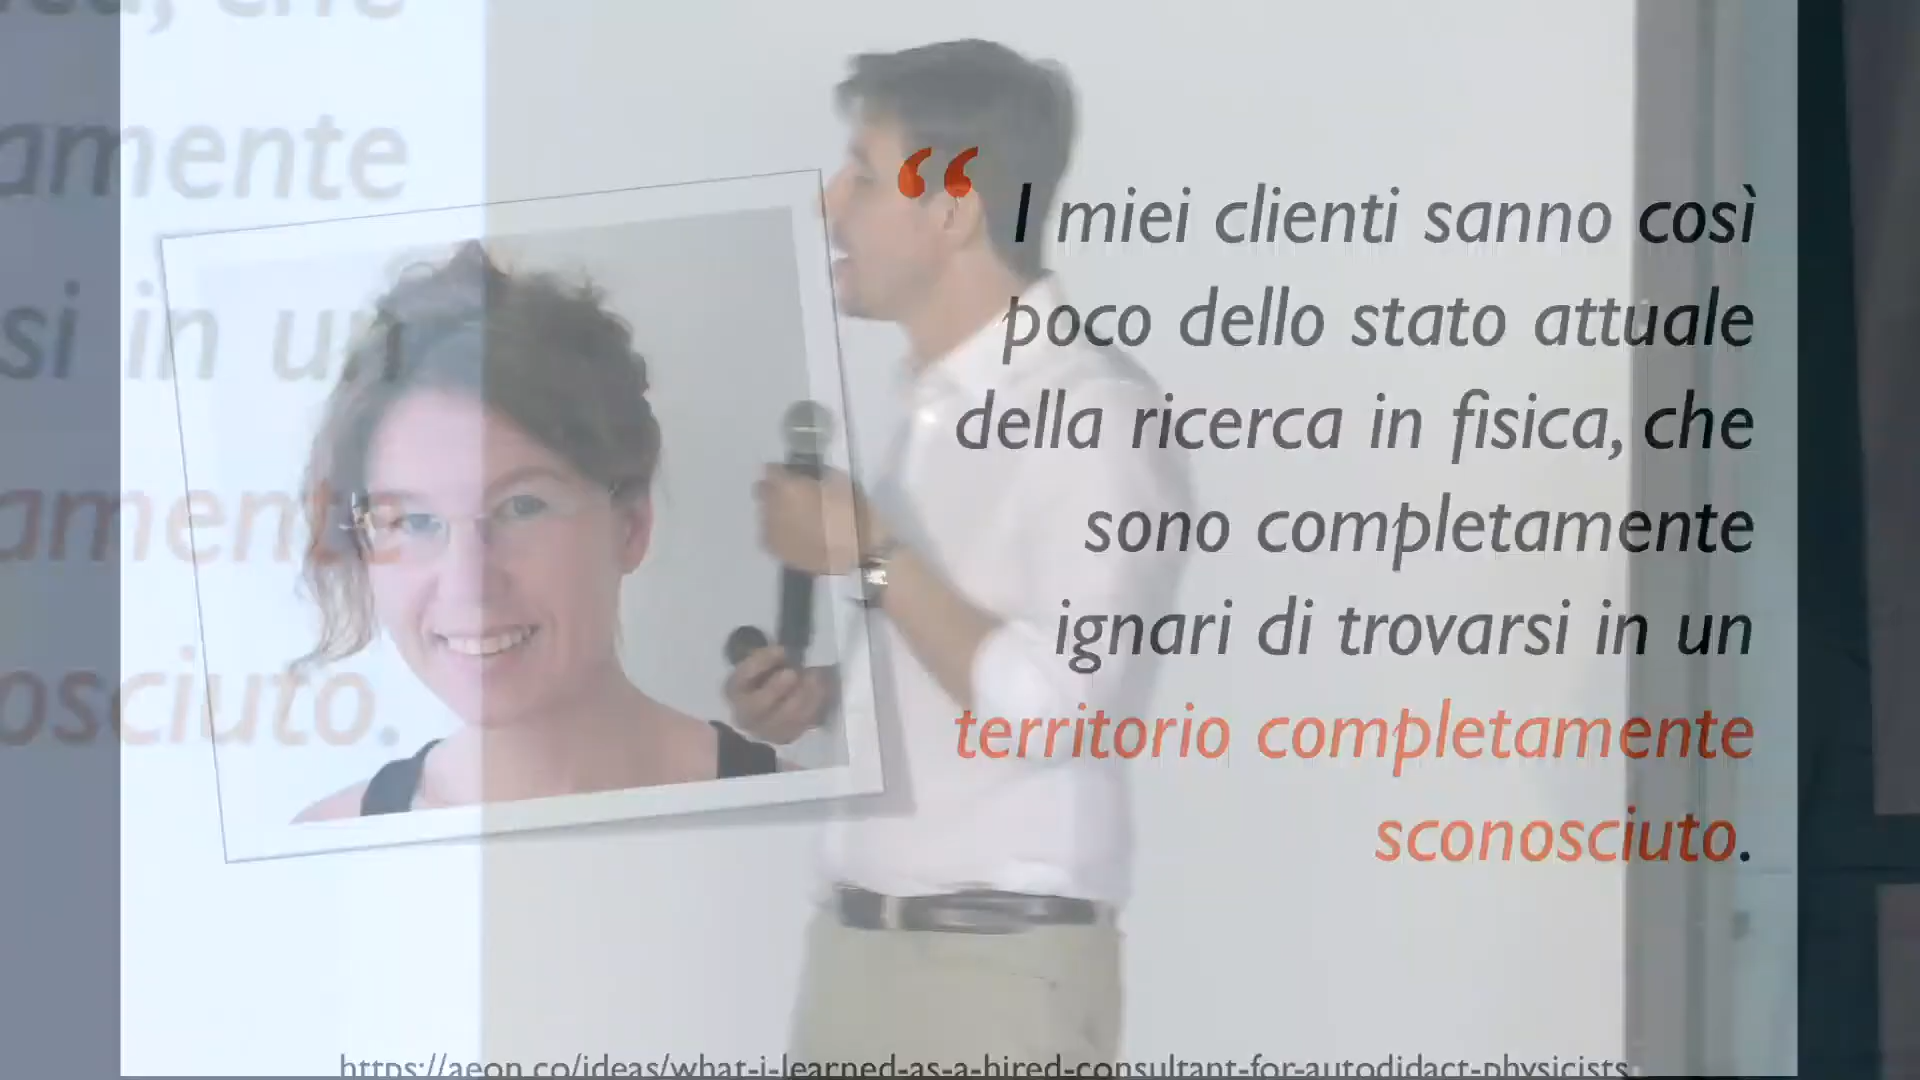 a, che
amente
si in un
amente
osciuto.
“I miei clienti sanno così
poco dello stato attuale
della ricerca in fisica, che
sono completamente
ignari di trovarsi in un
territorio completamente
sconosciuto.
https://aeon.co/ideas/what-i-learned-as-a-hired-consultant-for-autodidact-physicists